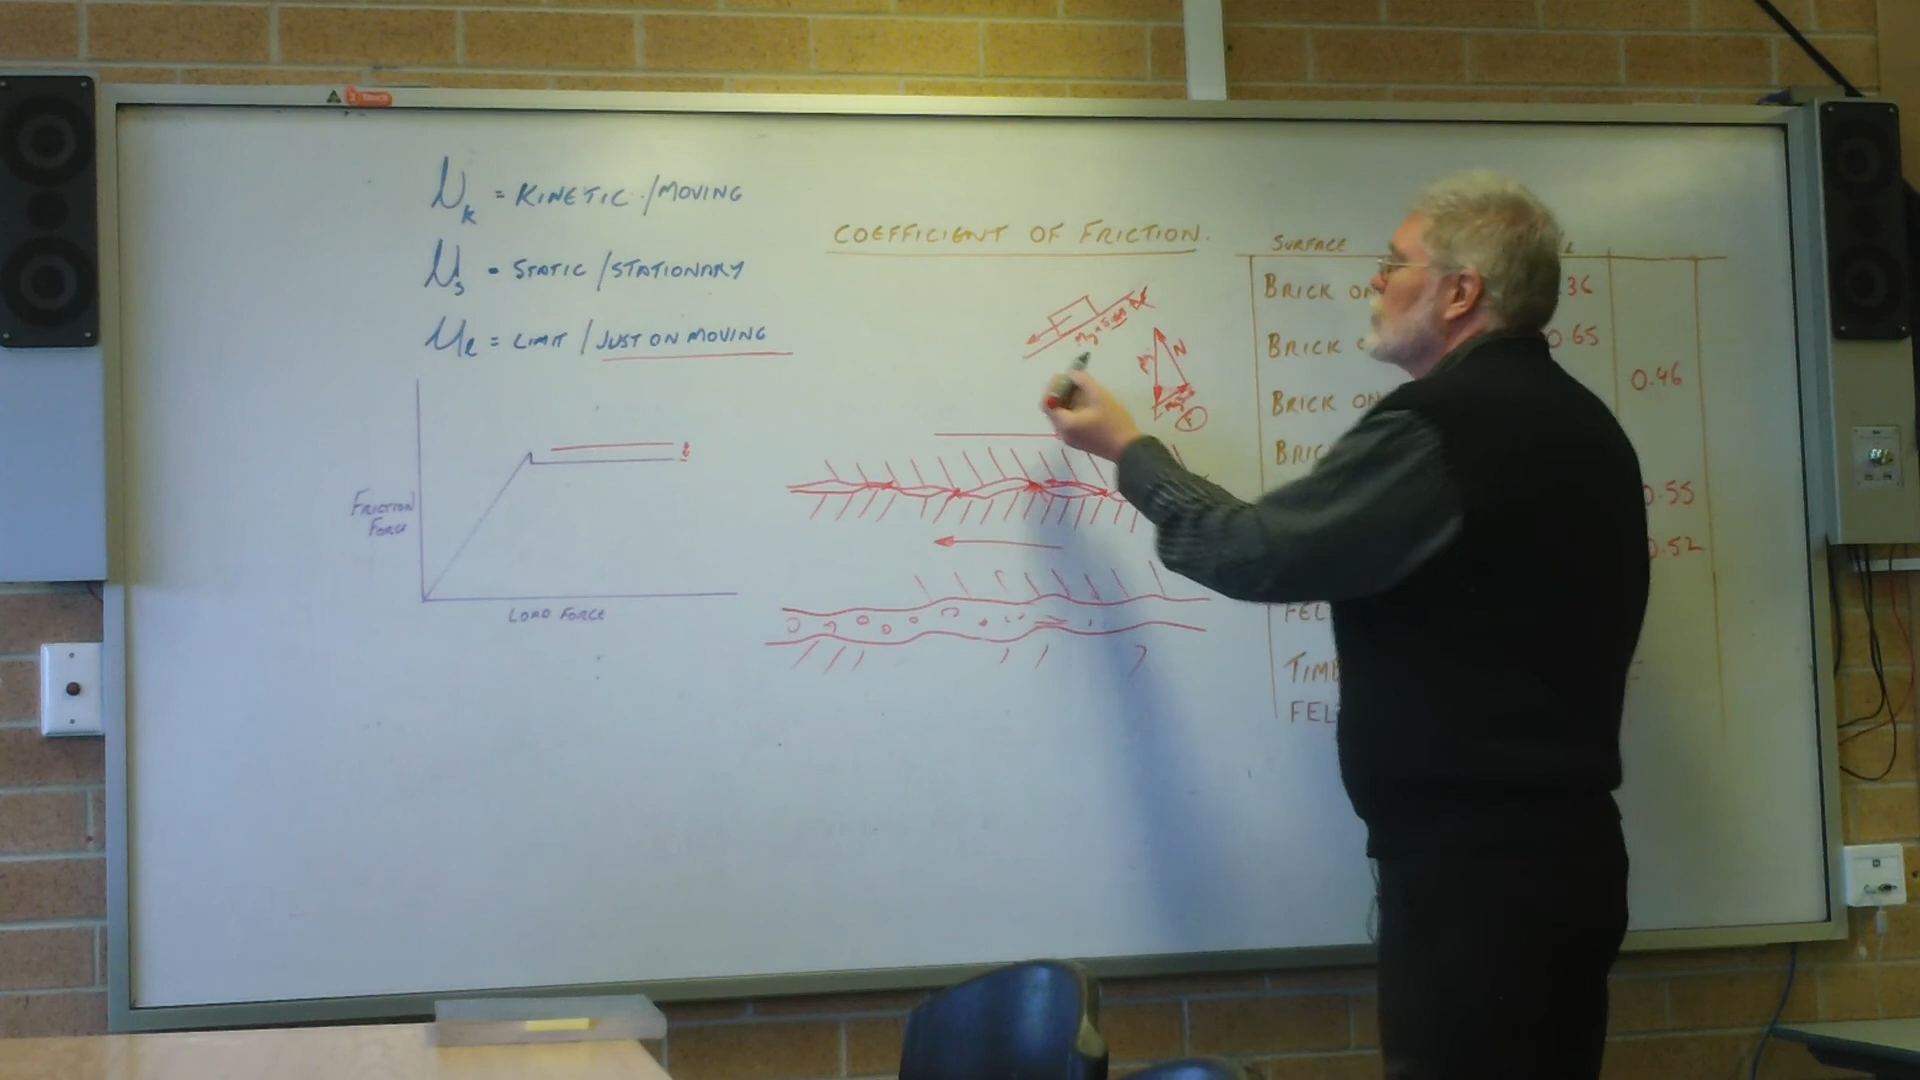 μk = KINETIC / MOVING
μs = STATIC / STATIONARY
μl = LIMIT / JUST ON MOVING
FRICTION
FORCE
LOAD FORCE
COEFFICIENT OF FRICTION.
N
F
SURFACE
BRICK ON .36
BRICK 0.65
0.46
BRICK ON
BRIC
0.55
0.52
FEL
TIMB
FEL